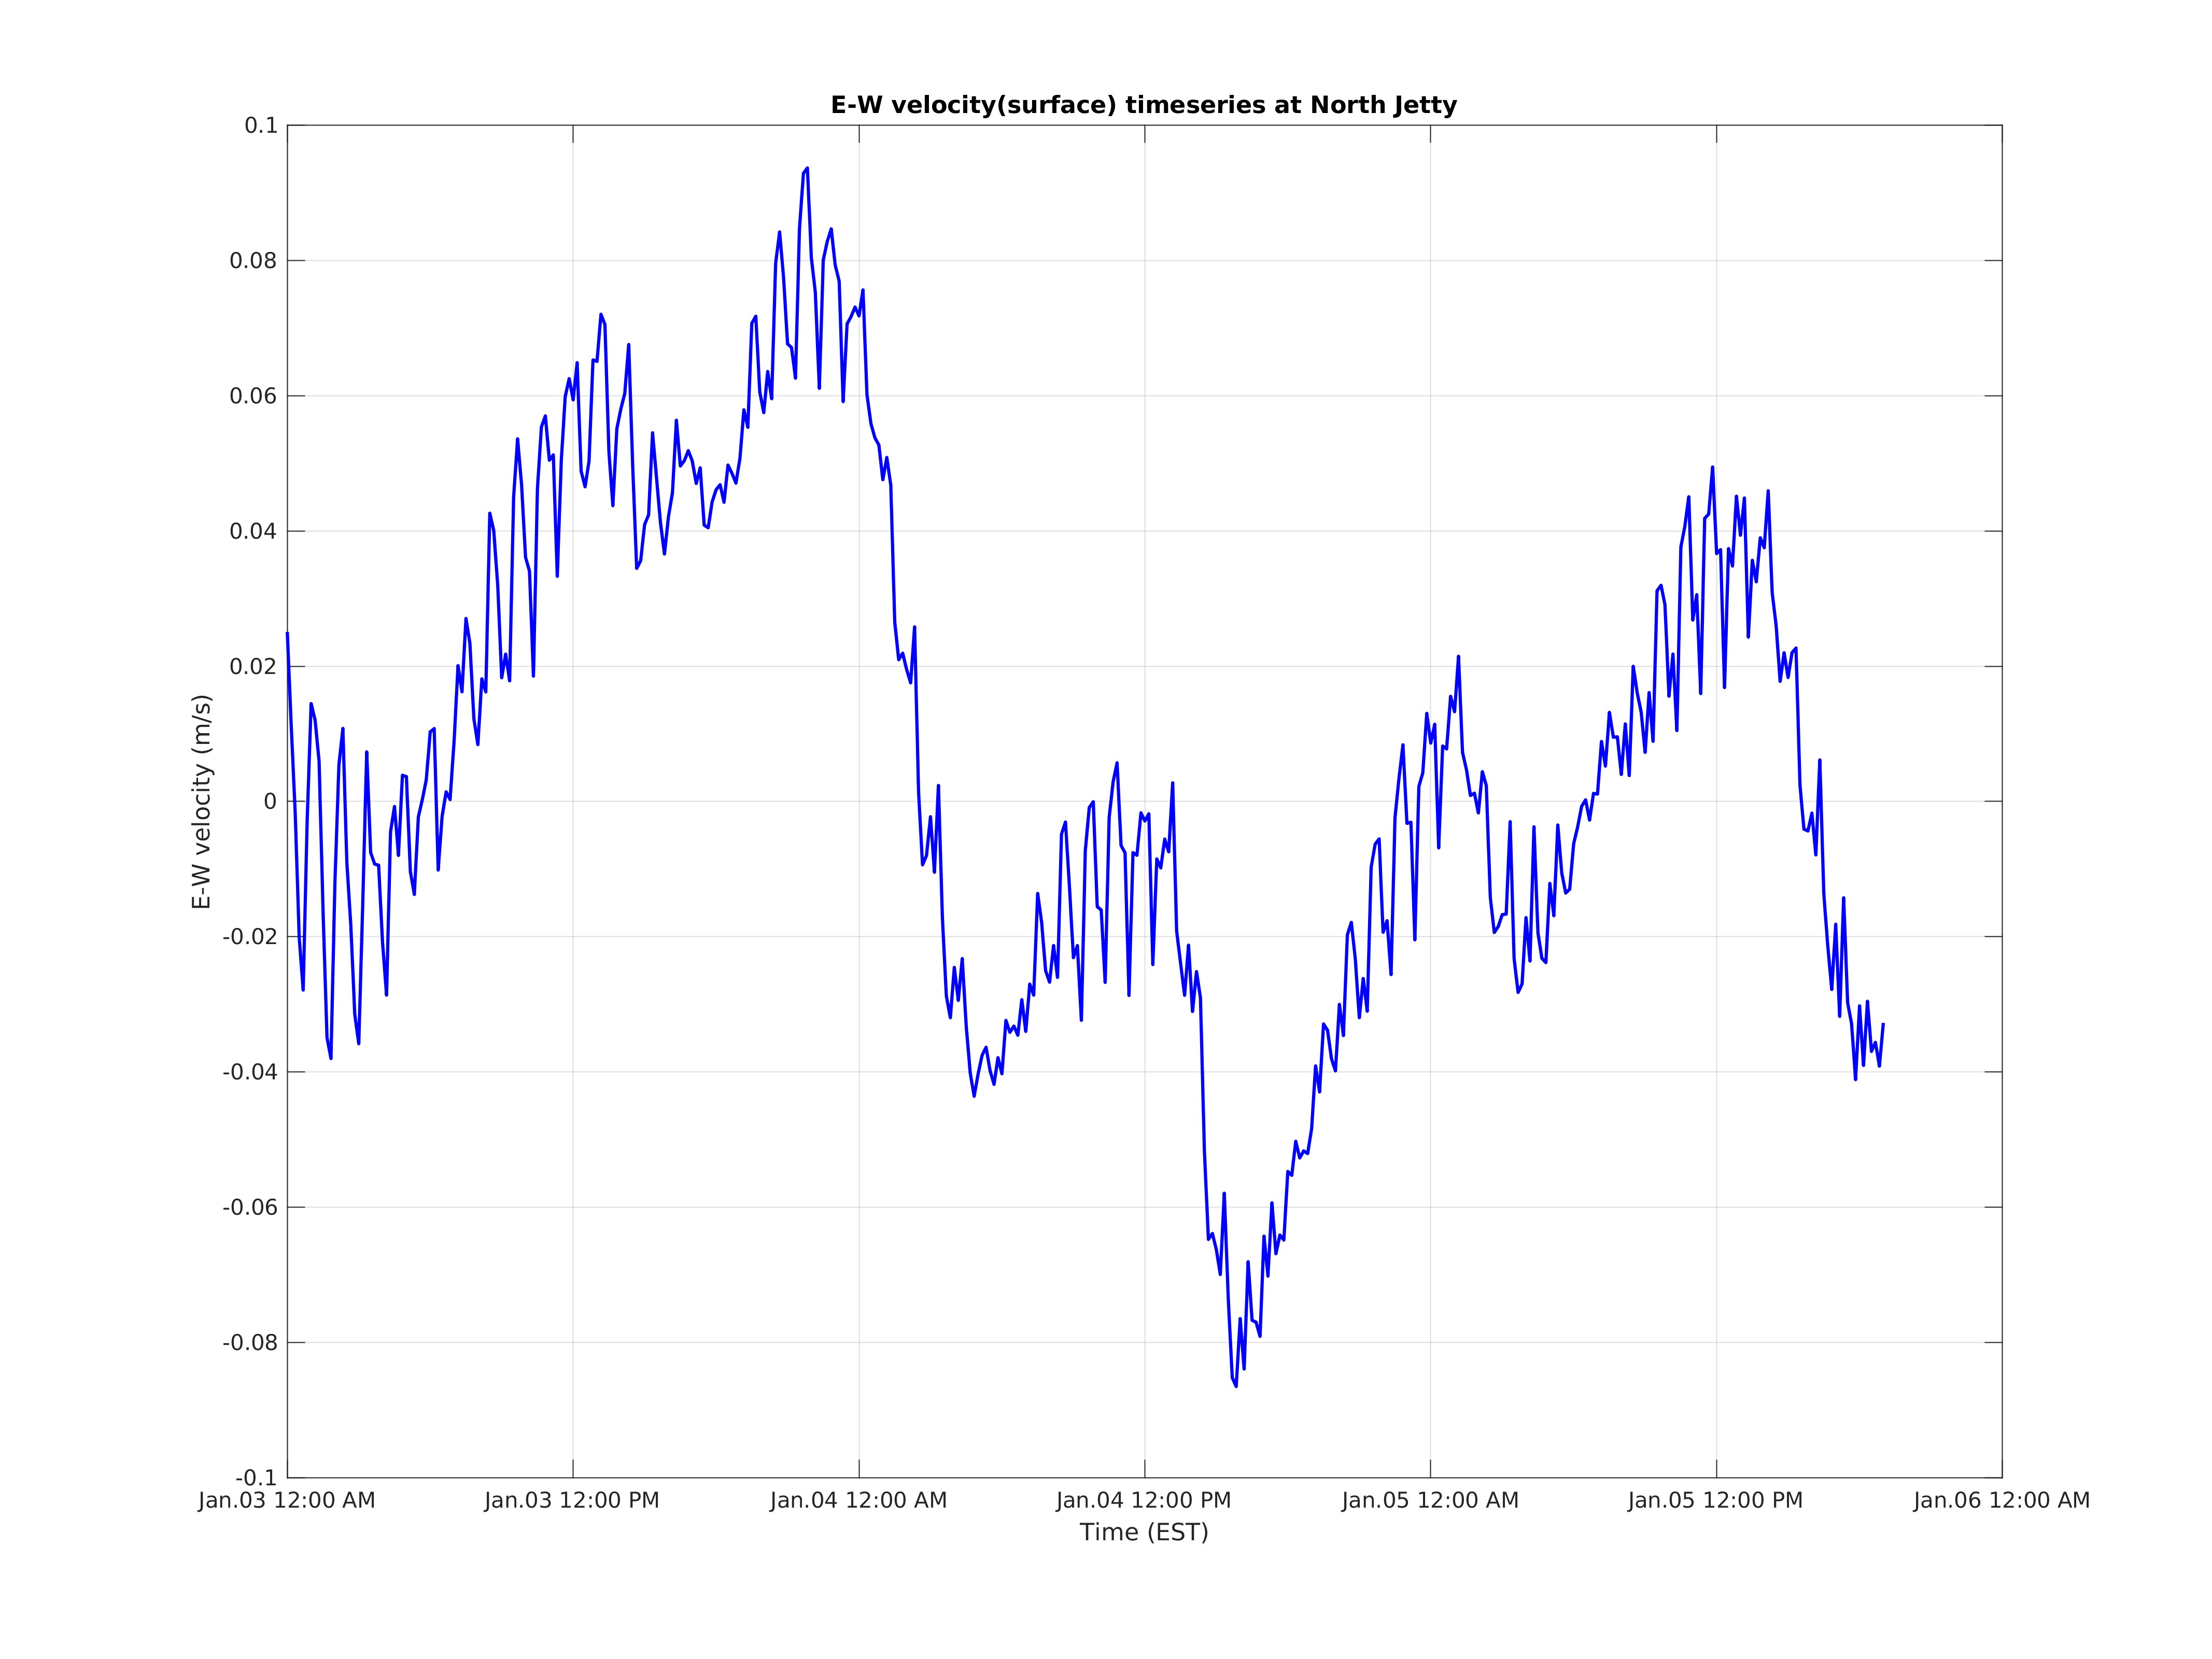 E-W velocity(surface) timeseries at North Jetty
E-W velocity (m/s)
0.1
0.08
0.06
0.04
0.02
0
-0.02
-0.04
-0.06
-0.08
-0.1
Jan.03 12:00 AM
Jan.03 12:00 PM
Jan.04 12:00 AM
Jan.04 12:00 PM
Jan.05 12:00 AM
Jan.05 12:00 PM
Jan.06 12:00 AM
Time (EST)